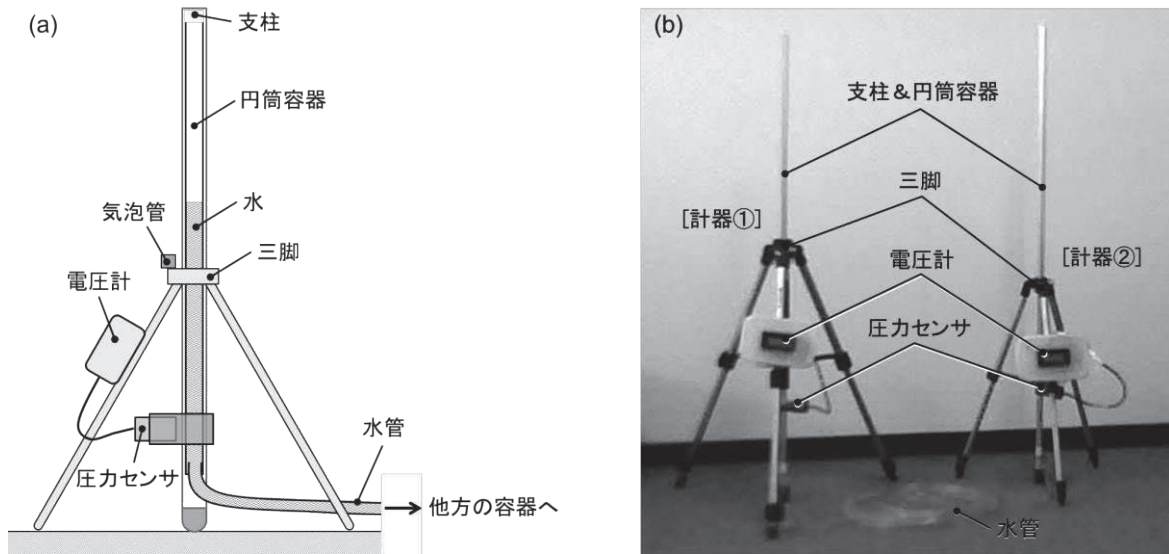 (a)
支柱
円筒容器
水
気泡管
三脚
電圧計
圧力センサ
水管
他方の容器へ
(b)
支柱&円筒容器
三脚
[計器①]
[計器②]
電圧計
圧力センサ
水管